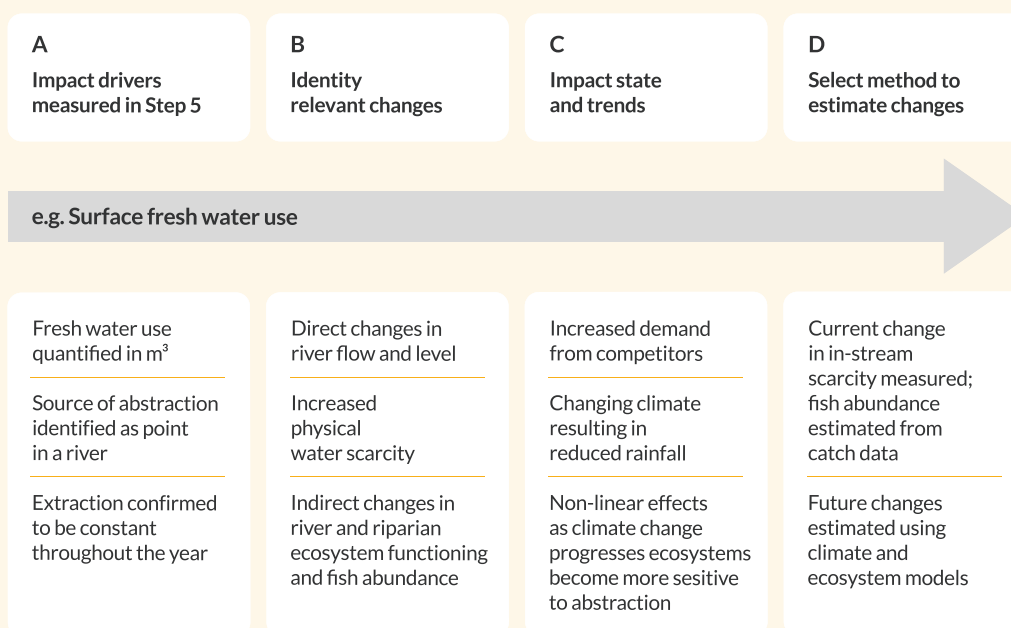 A
Impact drivers
measured in Step 5
B
Identity
relevant changes
C
Impact state
and trends
D
Select method to
estimate changes
e.g. Surface fresh water use
Fresh water use
quantified in m³
Source of abstraction
identified as point
in a river
Extraction confirmed
to be constant
throughout the year
Direct changes in
river flow and level
Increased
physical
water scarcity
Indirect changes in
river and riparian
ecosystem functioning
and fish abundance
Increased demand
from competitors
Changing climate
resulting in
reduced rainfall
Non-linear effects
as climate change
progresses ecosystems
become more sesitive
to abstraction
Current change
in in-stream
scarcity measured;
fish abundance
estimated from
catch data
Future changes
estimated using
climate and
ecosystem models